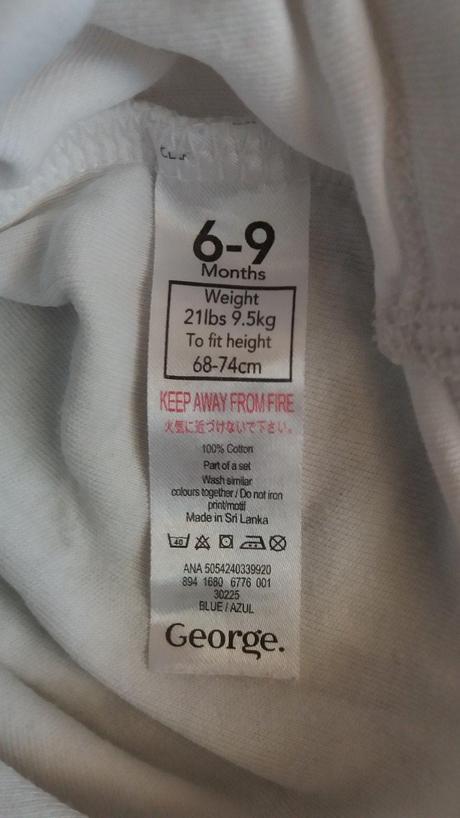 6-9
Months
Weight
21lbs 9.5kg
To fit height
68-74cm
KEEP AWAY FROM FIRE
火気に近づけないで下さい。
100% Cotton
Part of a set
Wash similar
colours together / Do not iron
print/motif
Made in Sri Lanka
40
ANA 5054240339920
894 1680 6776 001
30225
BLUE / AZUL
George.